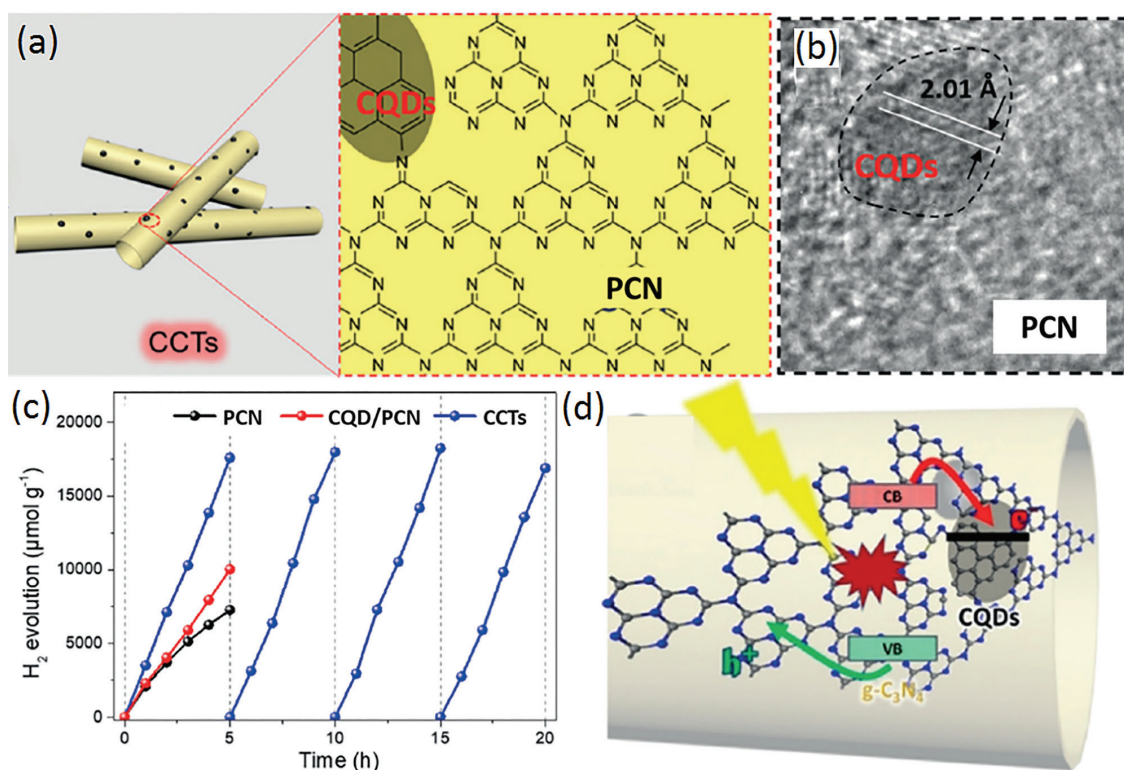 (a)
CQDs
PCN
CCTs
(b)
2.01 Å
CQDs
PCN
(c)
PCN CQD/PCN CCTs
H₂ evolution (μmol g⁻¹)
20000
15000
10000
5000
0
0 5 10 15 20
Time (h)
(d)
CB
e⁻
CQDs
h⁺
VB
g-C₃N₄